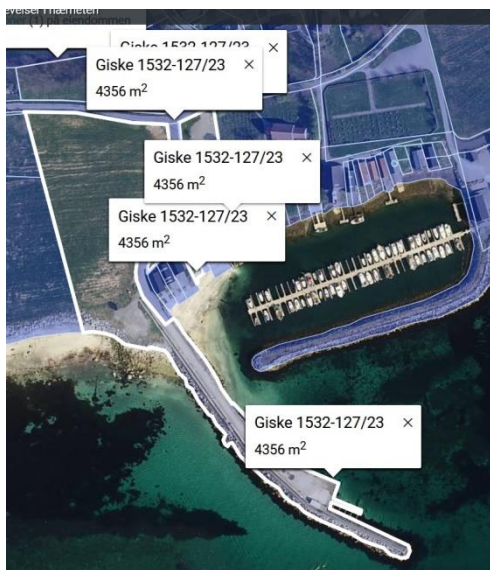 ner (1) på eiendommen
Giske 1532-127/23 ×
Giske 1532-127/23 ×
4356 m²
Giske 1532-127/23 ×
4356 m²
Giske 1532-127/23 ×
4356 m²
Giske 1532-127/23 ×
4356 m²